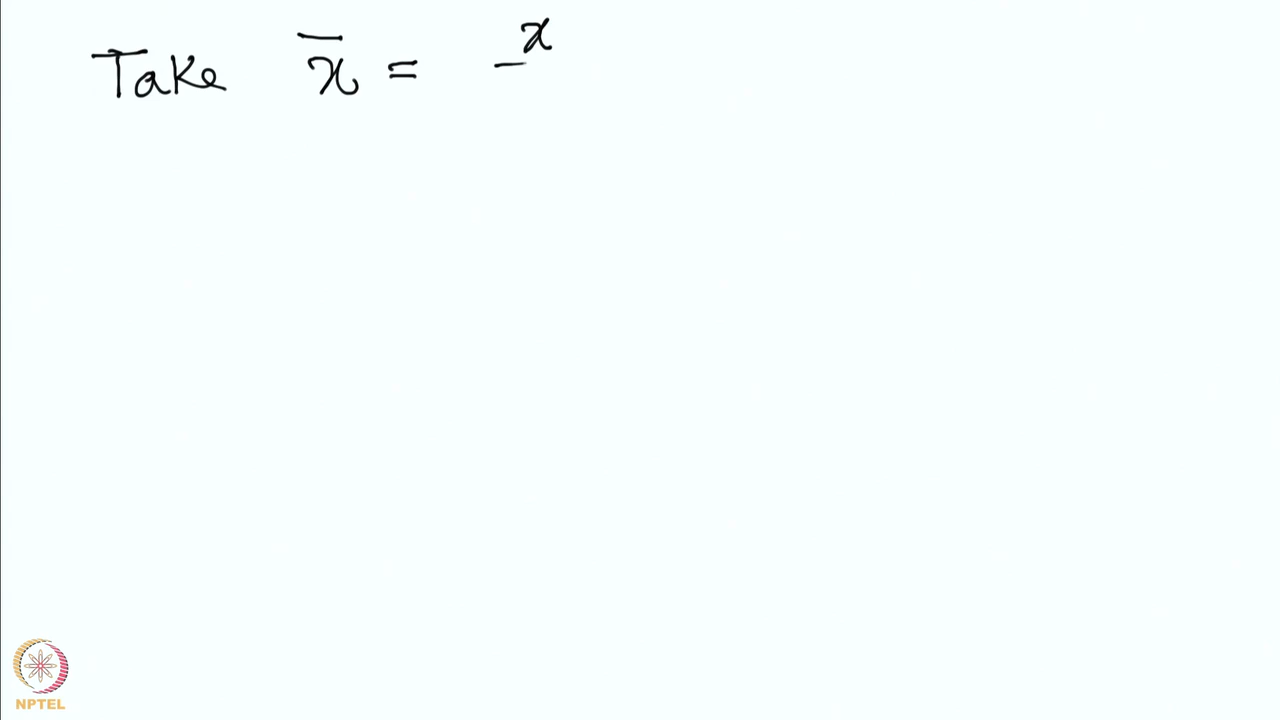 Take x̄ = x
NPTEL